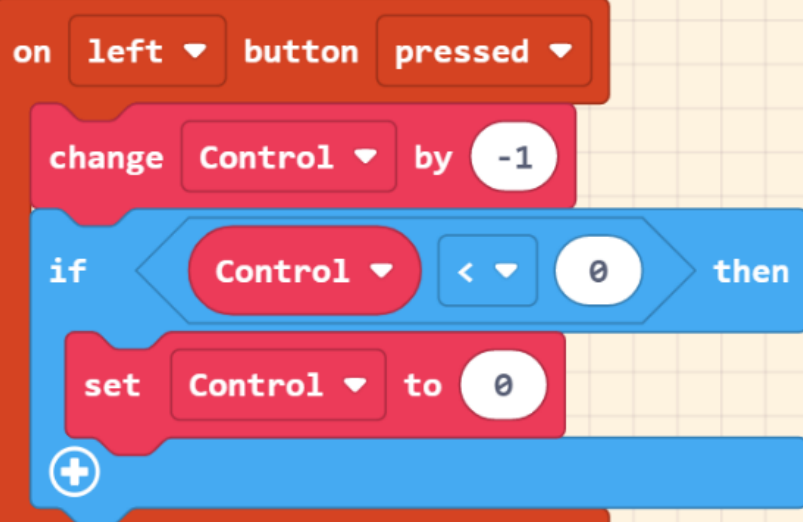 on left button pressed
change Control by -1
if Control < 0 then
set Control to 0